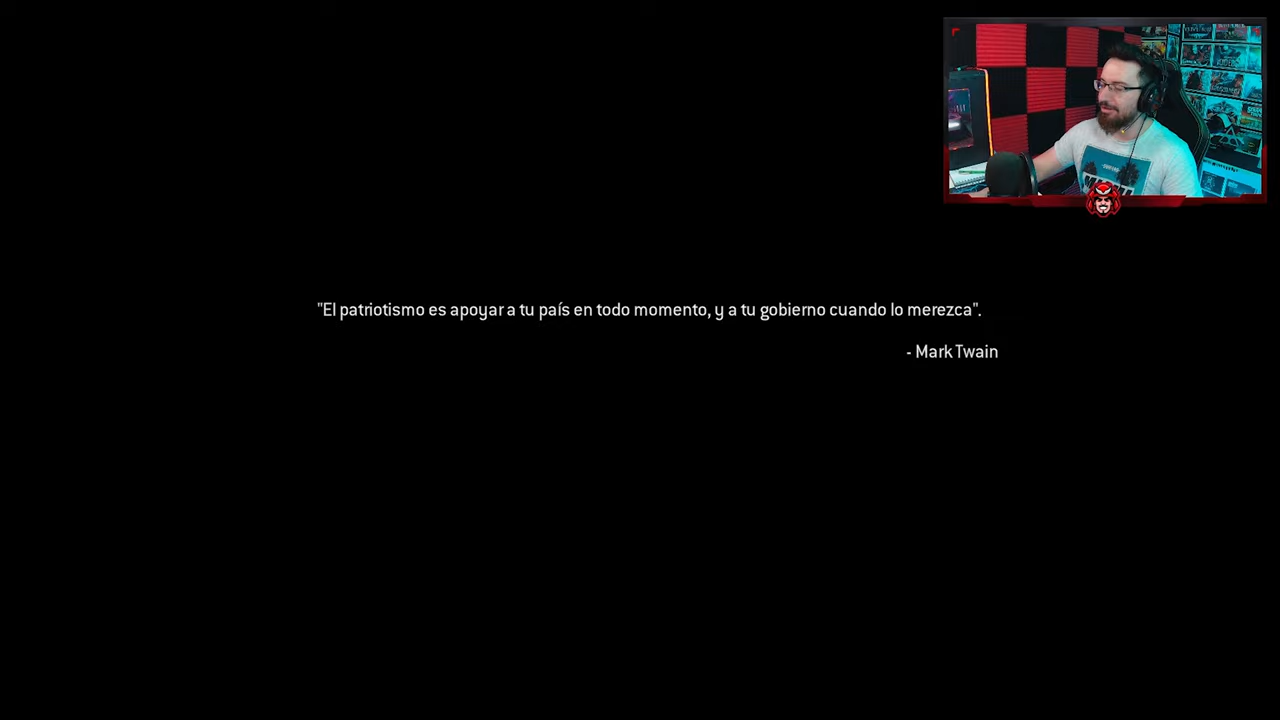 "El patriotismo es apoyar a tu país en todo momento, y a tu gobierno cuando lo merezca".
- Mark Twain